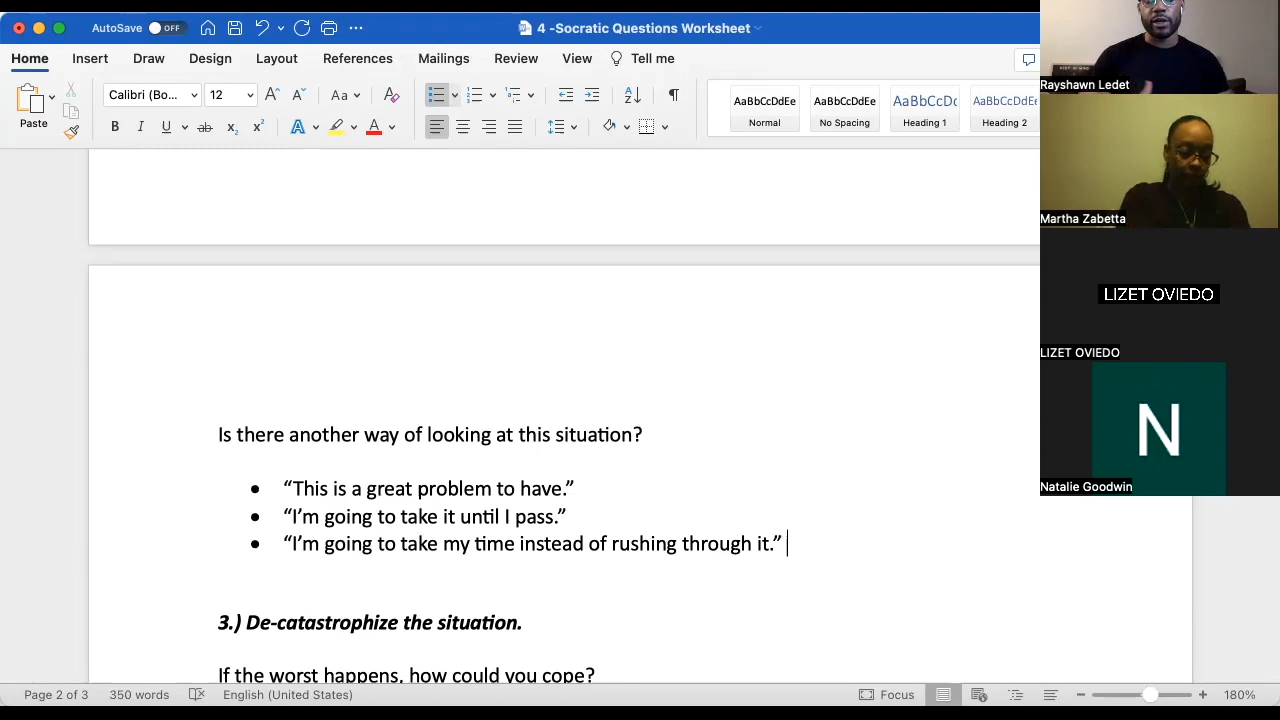 AutoSave OFF
4 -Socratic Questions Worksheet
Home Insert Draw Design Layout References Mailings Review View Tell me
Paste
Calibri (Bo... 12
AaBbCcDdEe AaBbCcDdEe AaBbCcDc AaBbCcDdE
Normal No Spacing Heading 1 Heading 2
Rayshawn Ledet
Martha Zabetta
LIZET OVIEDO
LIZET OVIEDO
N
Natalie Goodwin
Is there another way of looking at this situation?
• “This is a great problem to have.”
• “I’m going to take it until I pass.”
• “I’m going to take my time instead of rushing through it.”
3.) De-catastrophize the situation.
If the worst happens, how could you cope?
Page 2 of 3 350 words English (United States) Focus 180%